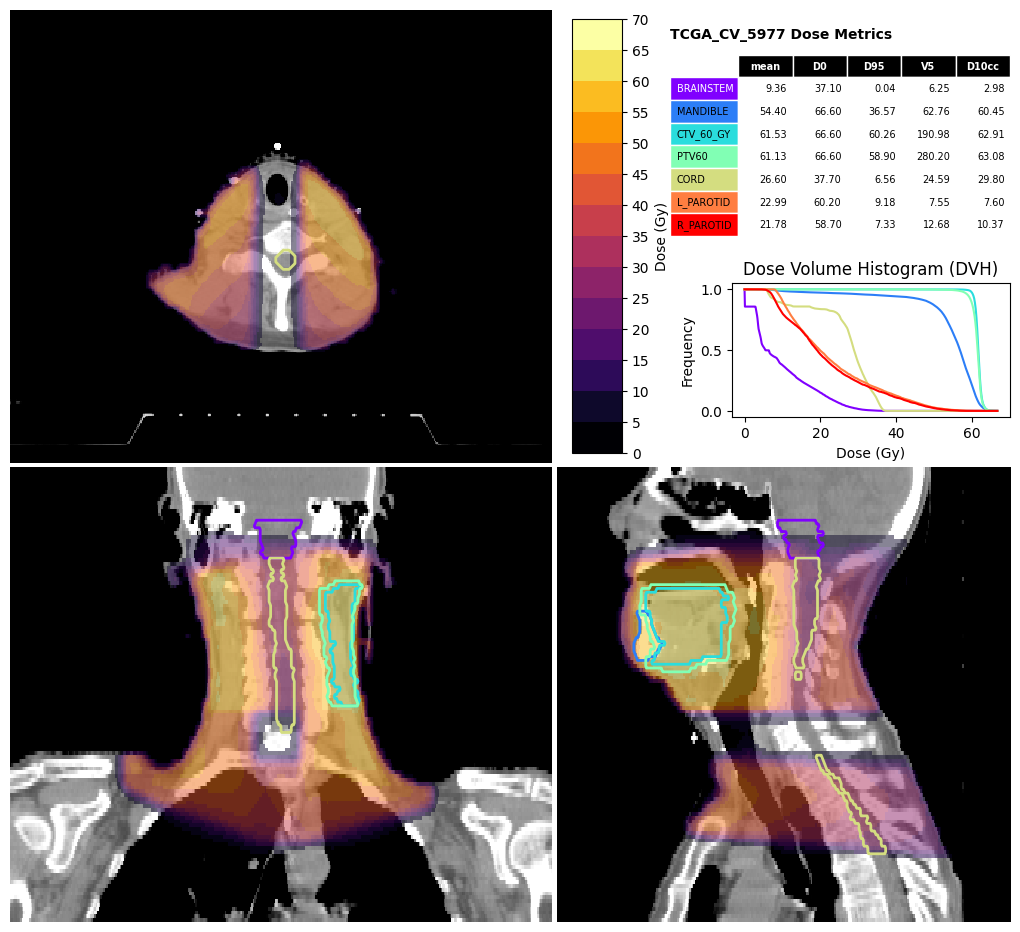 TCGA_CV_5977 Dose Metrics
mean D0 D95 V5 D10cc
BRAINSTEM 9.36 37.10 0.04 6.25 2.98
MANDIBLE 54.40 66.60 36.57 62.76 60.45
CTV_60_GY 61.53 66.60 60.26 190.98 62.91
PTV60 61.13 66.60 58.90 280.20 63.08
CORD 26.60 37.70 6.56 24.59 29.80
L_PAROTID 22.99 60.20 9.18 7.55 7.60
R_PAROTID 21.78 58.70 7.33 12.68 10.37
70
65
60
55
50
45
40
35
30
25
20
15
10
5
0
Dose (Gy)
Dose Volume Histogram (DVH)
Frequency
1.0
0.5
0.0
0 20 40 60
Dose (Gy)